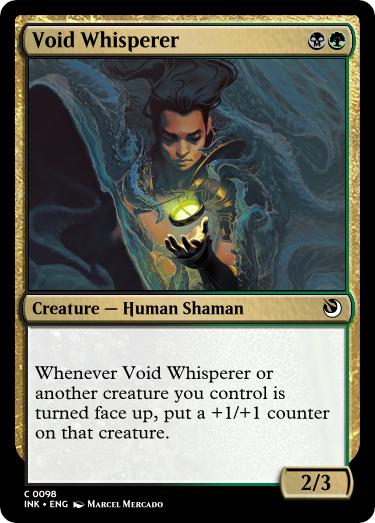 Void Whisperer
Creature — Human Shaman
Whenever Void Whisperer or
another creature you control is
turned face up, put a +1/+1 counter
on that creature.
2/3
C 0098
INK • ENG Marcel Mercado